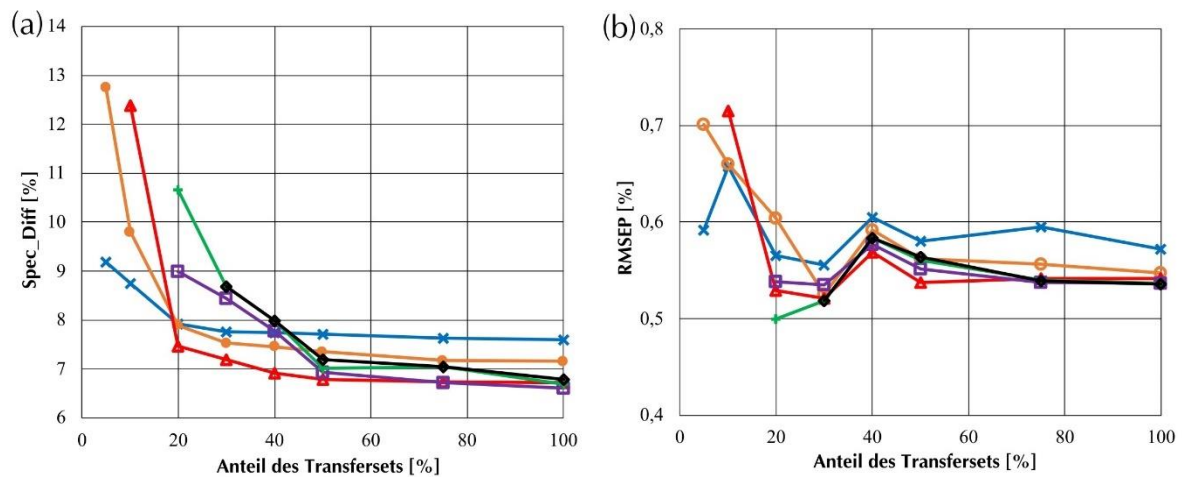 (a)
14
13
12
11
10
9
8
7
6
Spec_Diff [%]
0 20 40 60 80 100
Anteil des Transfersets [%]
(b)
0,8
0,7
0,6
0,5
0,4
RMSEP [%]
0 20 40 60 80 100
Anteil des Transfersets [%]